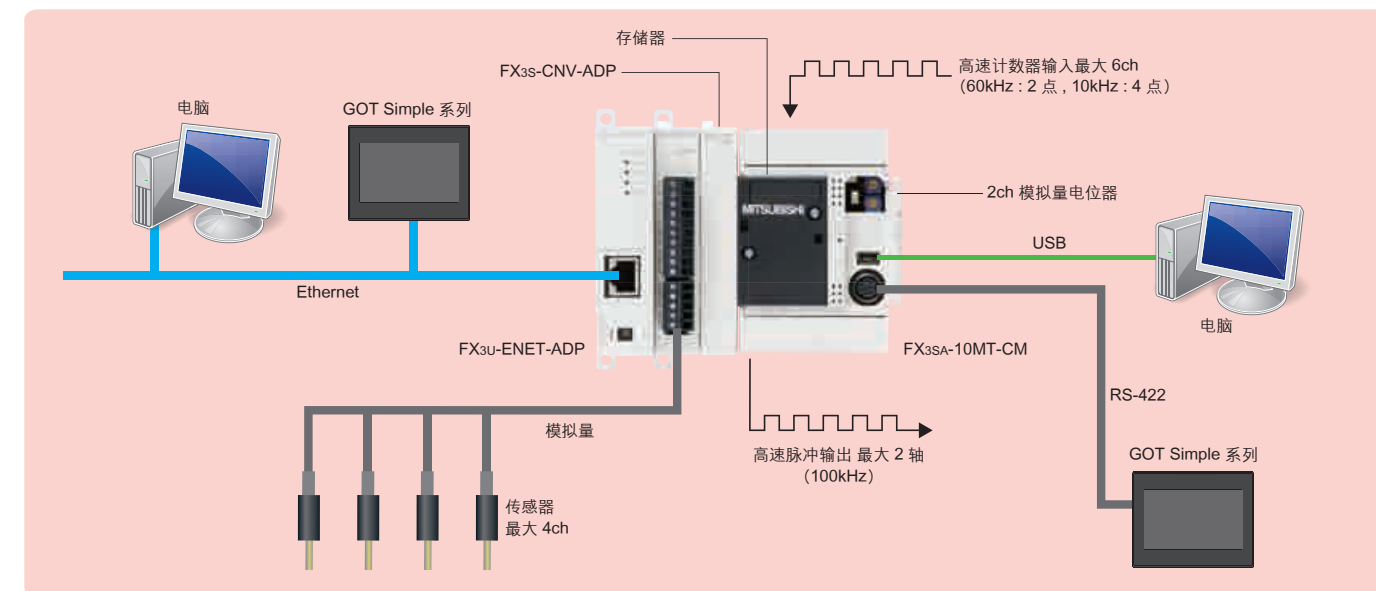 存储器
FX3S-CNV-ADP
高速计数器输入最大 6ch
（60kHz : 2 点 , 10kHz : 4 点）
电脑
GOT Simple 系列
MITSUBISHI
2ch 模拟量电位器
USB
Ethernet
电脑
FX3U-ENET-ADP
FX3SA-10MT-CM
RS-422
模拟量
高速脉冲输出 最大 2 轴
（100kHz）
GOT Simple 系列
传感器
最大 4ch